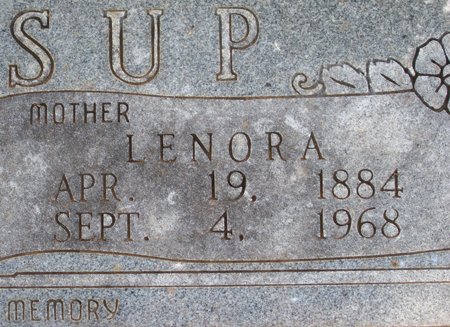 SUP
MOTHER
LENORA
APR. 19, 1884
SEPT. 4, 1968
MEMORY